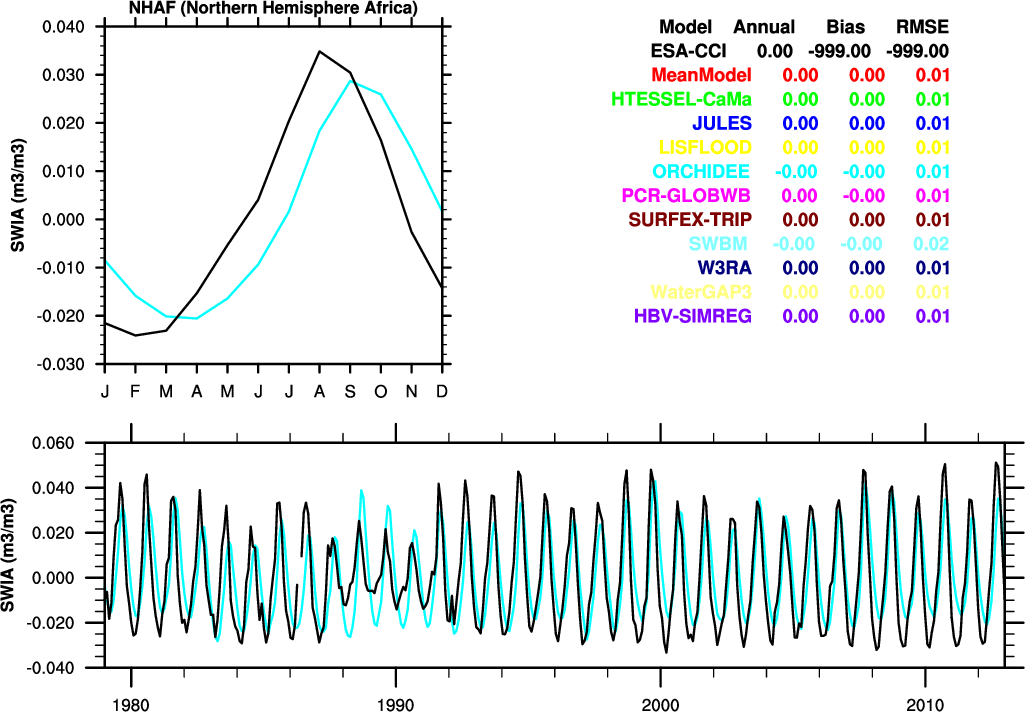 NHAF (Northern Hemisphere Africa)
0.040
0.030
0.020
0.010
0.000
-0.010
-0.020
-0.030
SWIA (m3/m3)
J F M A M J J A S O N D
Model Annual Bias RMSE
ESA-CCI 0.00 -999.00 -999.00
MeanModel 0.00 0.00 0.01
HTESSEL-CaMa 0.00 0.00 0.01
JULES 0.00 0.00 0.01
LISFLOOD 0.00 0.00 0.01
ORCHIDEE -0.00 -0.00 0.01
PCR-GLOBWB 0.00 -0.00 0.01
SURFEX-TRIP 0.00 0.00 0.01
SWBM -0.00 -0.00 0.02
W3RA 0.00 0.00 0.01
WaterGAP3 0.00 0.00 0.01
HBV-SIMREG 0.00 0.00 0.01
0.060
0.040
0.020
0.000
-0.020
-0.040
SWIA (m3/m3)
1980 1990 2000 2010